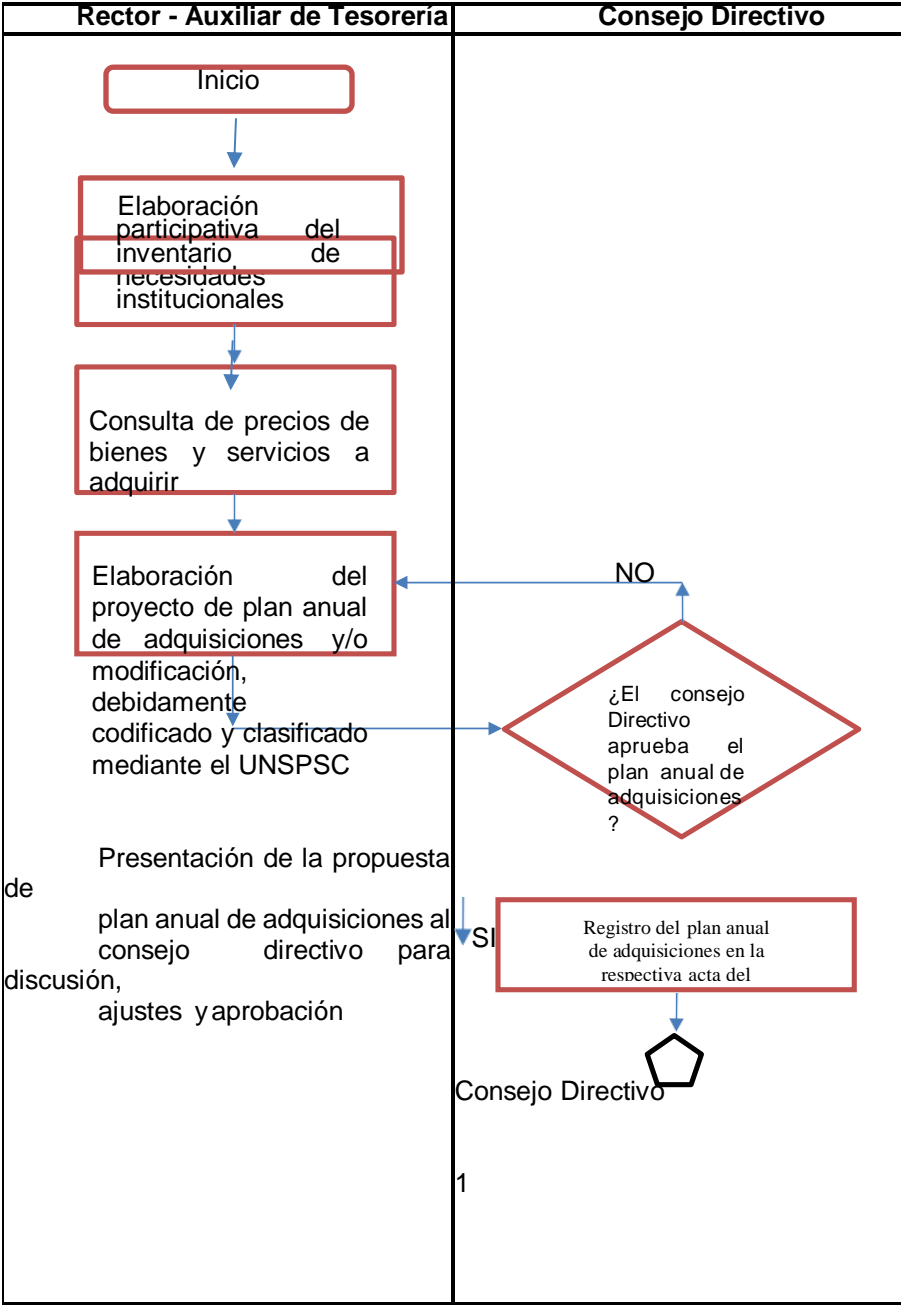 Rector - Auxiliar de Tesorería
Consejo Directivo
Inicio
Elaboración
participativa del
inventario de
necesidades
institucionales
Consulta de precios de
bienes y servicios a
adquirir
Elaboración del
proyecto de plan anual
de adquisiciones y/o
modificación,
debidamente
codificado y clasificado
mediante el UNSPSC
Presentación de la propuesta
de
plan anual de adquisiciones al
consejo directivo para
discusión,
ajustes y aprobación
NO
¿El consejo
Directivo
aprueba el
plan anual de
adquisiciones
?
SI
Registro del plan anual
de adquisiciones en la
respectiva acta del
Consejo Directivo
1